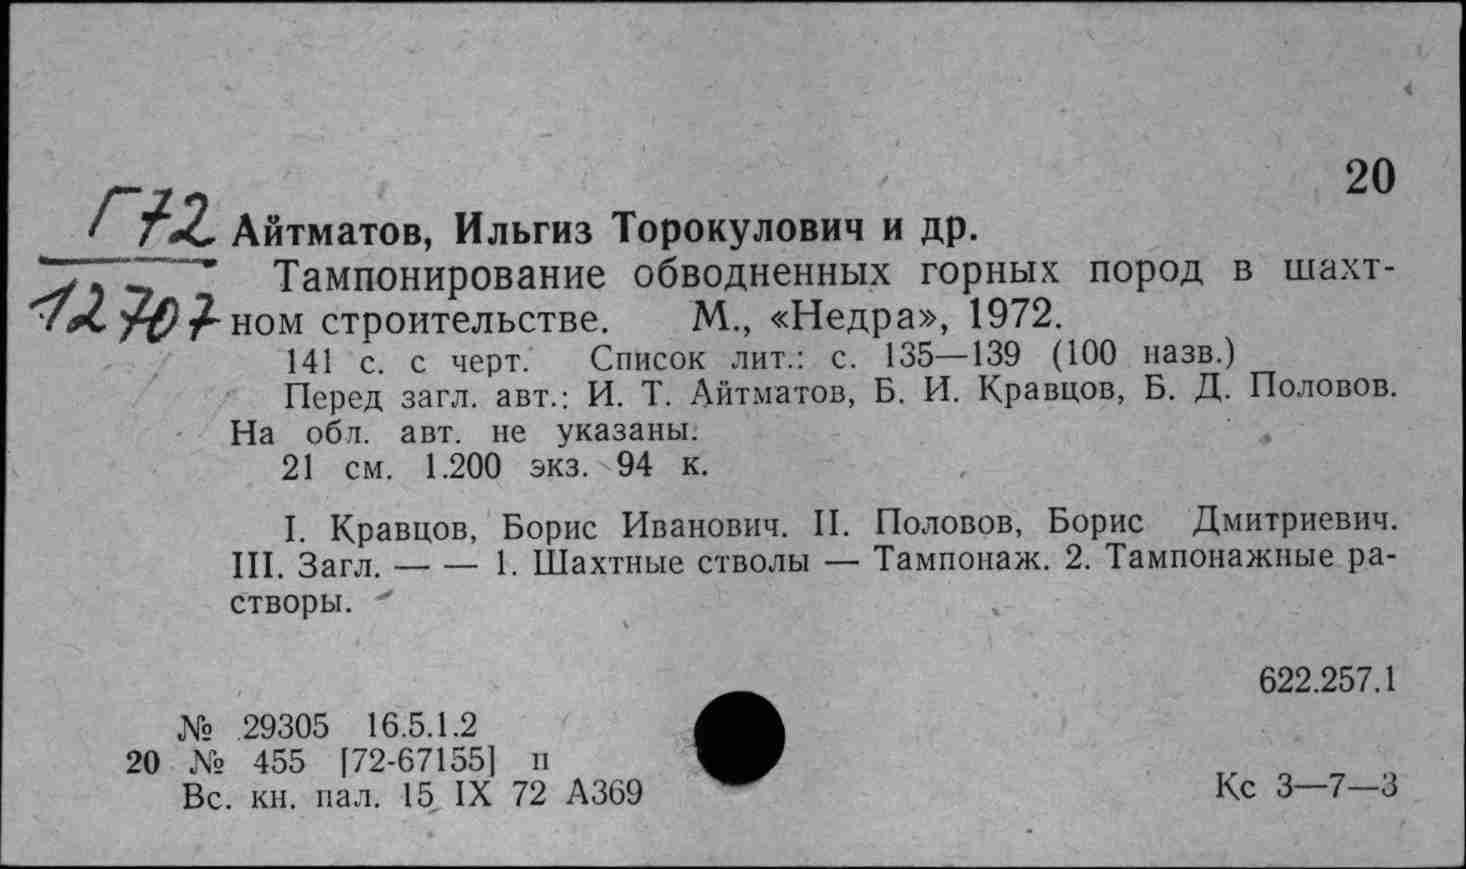 20
Г72 Айтматов, Ильгиз Торокулович и др.
Тампонирование обводненных горных пород в шахт-
12707 ном строительстве. М., «Недра», 1972.
141 с. с черт. Список лит.: с. 135—139 (100 назв.)
Перед загл. авт.: И. Т. Айтматов, Б. И. Кравцов, Б. Д. Половов.
На обл. авт. не указаны.
21 см. 1.200 экз. 94 к.
I. Кравцов, Борис Иванович. II. Половов, Борис Дмитриевич.
III. Загл. — — 1. Шахтные стволы — Тампонаж. 2. Тампонажные ра-
створы.
622.257.1
№ 29305 16.5.1.2
20 № 455 [72-67155] п
Вс. кн. пал. 15 IX 72 А369
Кс 3—7—3